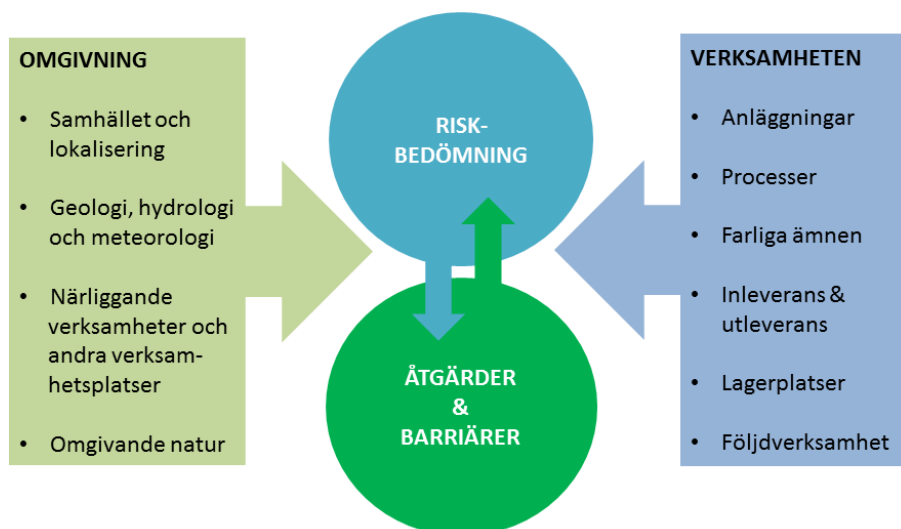 OMGIVNING
• Samhället och
lokalisering
• Geologi, hydrologi
och meteorologi
• Närliggande
verksamheter och
andra verksam-
hetsplatser
• Omgivande natur
RISK-
BEDÖMNING
ÅTGÄRDER
&
BARRIÄRER
VERKSAMHETEN
• Anläggningar
• Processer
• Farliga ämnen
• Inleverans &
utleverans
• Lagerplatser
• Följdverksamhet